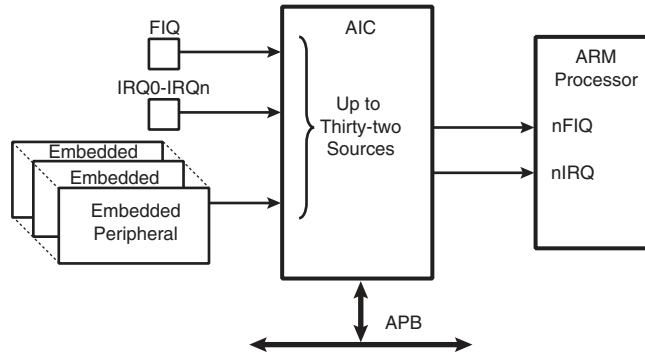 FIQ
IRQ0-IRQn
Embedded
Embedded
Embedded
Peripheral
AIC
Up to
Thirty-two
Sources
ARM
Processor
nFIQ
nIRQ
APB